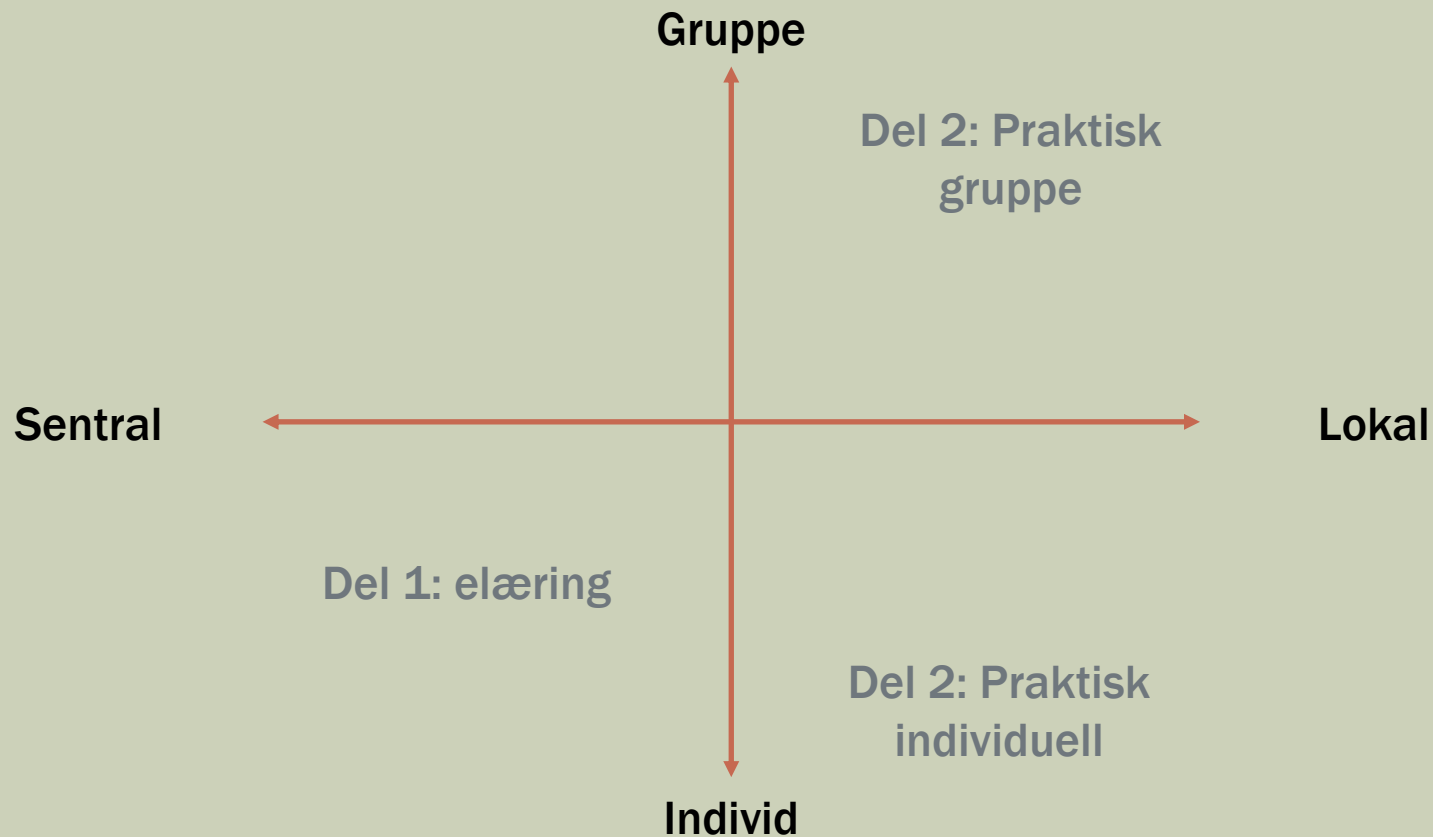 Gruppe
Del 2: Praktisk
gruppe
Sentral
Lokal
Del 1: elæring
Del 2: Praktisk
individuell
Individ